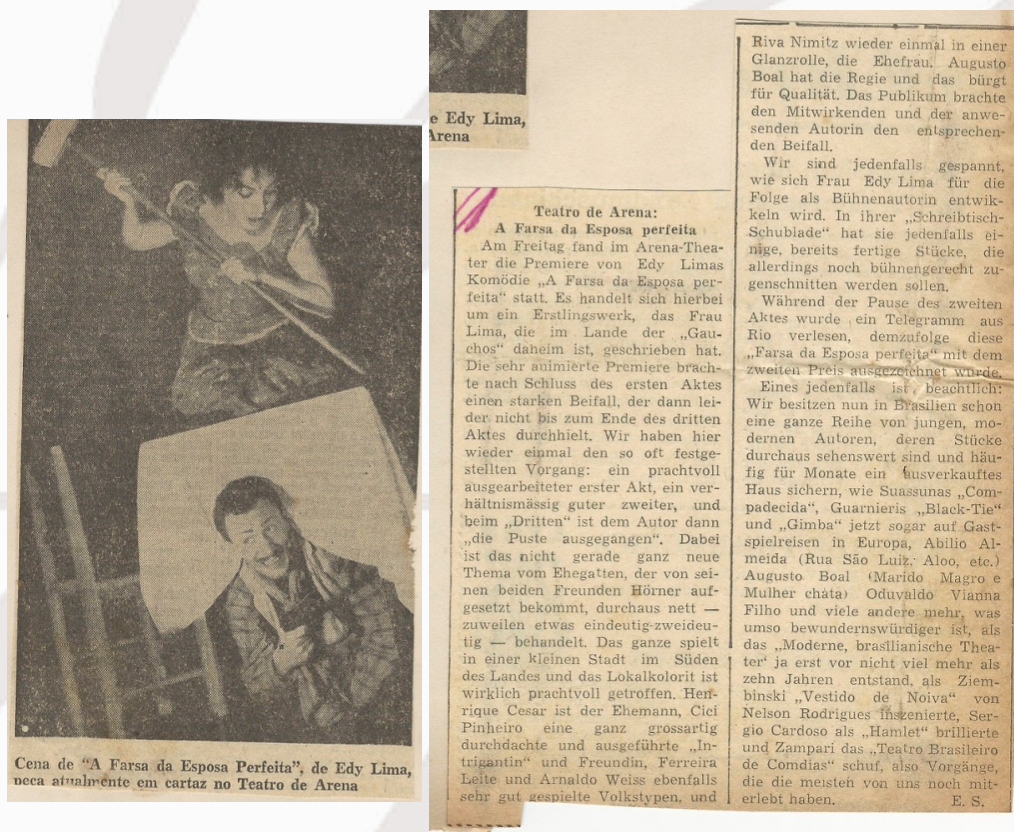 Cena de “A Farsa da Esposa Perfeita”, de Edy Lima,
peca atualmente em cartaz no Teatro de Arena
e Edy Lima,
Arena
Teatro de Arena:
A Farsa da Esposa perfeita
Am Freitag fand im Arena-Thea-
ter die Premiere von Edy Limas
Komödie „A Farsa da Esposa per-
feita“ statt. Es handelt sich hierbei
um ein Erstlingswerk, das Frau
Lima, die im Lande der „Gau-
chos“ daheim ist, geschrieben hat.
Die sehr animierte Premiere brach-
te nach Schluss des ersten Aktes
einen starken Beifall, der dann lei-
der nicht bis zum Ende des dritten
Aktes durchhielt. Wir haben hier
wieder einmal den so oft festge-
stellten Vorgang: ein prachtvoll
ausgearbeiteter erster Akt, ein ver-
hältnismässig guter zweiter, und
beim „Dritten“ ist dem Autor dann
„die Puste ausgegangen“. Dabei
ist das nicht gerade ganz neue
Thema vom Ehegatten, der von sei-
nen beiden Freunden Hörner auf-
gesetzt bekommt, durchaus nett —
zuweilen etwas eindeutig-zweideu-
tig — behandelt. Das ganze spielt
in einer kleinen Stadt im Süden
des Landes und das Lokalkolorit ist
wirklich prachtvoll getroffen. Hen-
rique Cesar ist der Ehemann, Cici
Pinheiro eine ganz grossartig
durchdachte und ausgeführte „In-
trigantin“ und Freundin, Ferreira
Leite und Arnaldo Weiss ebenfalls
sehr gut gespielte Volkstypen, und
Riva Nimitz wieder einmal in einer
Glanzrolle, die Ehefrau. Augusto
Boal hat die Regie und das bürgt
für Qualität. Das Publikum brachte
den Mitwirkenden und der anwe-
senden Autorin den entsprechen-
den Beifall.
Wir sind jedenfalls gespannt,
wie sich Frau Edy Lima für die
Folge als Bühnenautorin entwik-
keln wird. In ihrer „Schreibtisch-
Schublade“ hat sie jedenfalls ei-
nige, bereits fertige Stücke, die
allerdings noch bühnengerecht zu-
genschnitten werden sollen.
Während der Pause des zweiten
Aktes wurde ein Telegramm aus
Rio verlesen, demzufolge diese
„Farsa da Esposa perfeita“ mit dem
zweiten Preis ausgezeichnet wurde.
Eines jedenfalls ist beachtlich:
Wir besitzen nun in Brasilien schon
eine ganze Reihe von jungen, mo-
dernen Autoren, deren Stücke
durchaus sehenswert sind und häu-
fig für Monate ein ausverkauftes
Haus sichern, wie Suassunas „Com-
padecida“, Guarnieris „Black-Tie“
und „Gimba“ jetzt sogar auf Gast-
spielreisen in Europa, Abilio Al-
meida (Rua São Luiz, Aloo, etc.)
Augusto Boal (Marido Magro e
Mulher châta) Oduvaldo Vianna
Filho und viele andere mehr, was
umso bewundernswürdiger ist, als
das „Moderne, brasilianische Thea-
ter‘ ja erst vor nicht viel mehr als
zehn Jahren entstand, als Ziem-
binski „Vestido de Noiva“ von
Nelson Rodrigues inszenierte, Ser-
gio Cardoso als „Hamlet“ brillierte
und Zampari das „Teatro Brasileiro
de Comdias“ schuf, also Vorgänge,
die die meisten von uns noch mit-
erlebt haben. E. S.